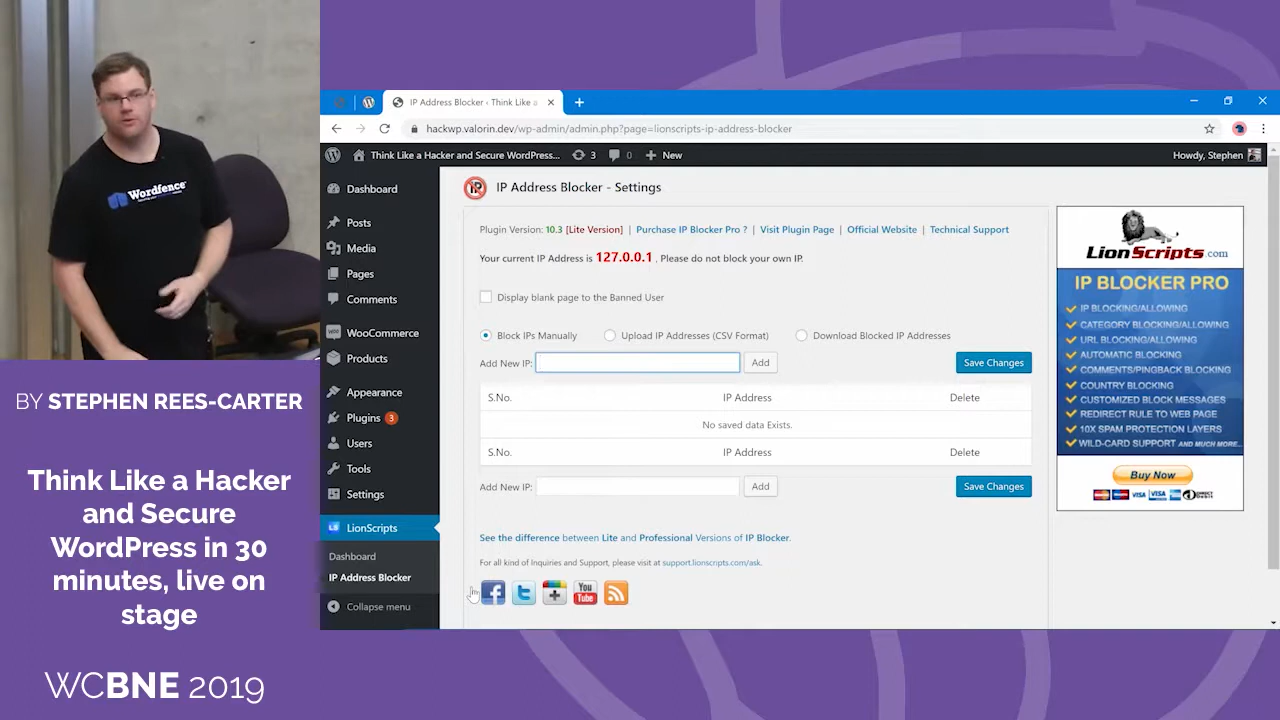 Wordfence
BY STEPHEN REES-CARTER
Think Like a Hacker
and Secure
WordPress in 30
minutes, live on
stage
WCBNE 2019
IP Address Blocker ‹ Think Like a
hackwp.valorin.dev/wp-admin/admin.php?page=lionscripts-ip-address-blocker
Think Like a Hacker and Secure WordPress... 3 0 New Howdy, Stephen
Dashboard
Posts
Media
Pages
Comments
WooCommerce
Products
Appearance
Plugins 3
Users
Tools
Settings
LionScripts
Dashboard
IP Address Blocker
Collapse menu
IP Address Blocker - Settings
Plugin Version: 10.3 [Lite Version] | Purchase IP Blocker Pro ? | Visit Plugin Page | Official Website | Technical Support
Your current IP Address is 127.0.0.1 , Please do not block your own IP.
Display blank page to the Banned User
Block IPs Manually Upload IP Addresses (CSV Format) Download Blocked IP Addresses
Add New IP: Add Save Changes
S.No. IP Address Delete
No saved data Exists.
S.No. IP Address Delete
Add New IP: Add Save Changes
See the difference between Lite and Professional Versions of IP Blocker.
For all kind of Inquiries and Support, please visit at support.lionscripts.com/ask.
You
Tube
LionScripts.com
IP BLOCKER PRO
IP BLOCKING/ALLOWING
CATEGORY BLOCKING/ALLOWING
URL BLOCKING/ALLOWING
AUTOMATIC BLOCKING
COMMENTS/PINGBACK BLOCKING
COUNTRY BLOCKING
CUSTOMIZED BLOCK MESSAGES
REDIRECT RULE TO WEB PAGE
10X SPAM PROTECTION LAYERS
WILD-CARD SUPPORT AND MUCH MORE...
Buy Now